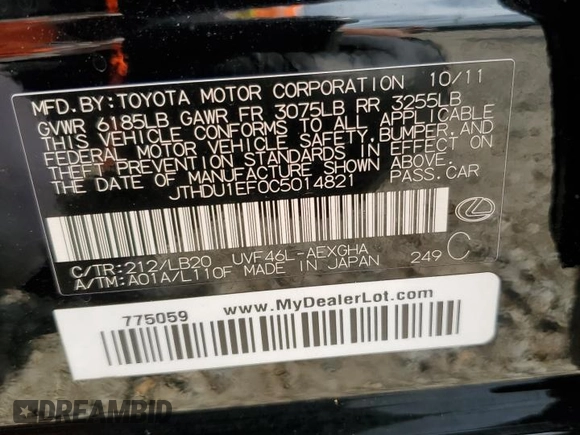 MFD.BY:TOYOTA MOTOR CORPORATION 10/11
GVWR 6185LB GAWR FR 3075LB RR 3255LB
THIS VEHICLE CONFORMS TO ALL APPLICABLE
FEDERAL MOTOR VEHICLE SAFETY,BUMPER,AND
THEFT PREVENTION STANDARDS IN EFFECT ON
THE DATE OF MANUFACTURE SHOWN ABOVE.
JTHDU1EF0C5014821 PASS.CAR
C/TR:212/LB20 UVF46L-AEXGHA
A/TM:A01A/L110F MADE IN JAPAN 249 C
775059 www.MyDealerLot.com
DREAMBID